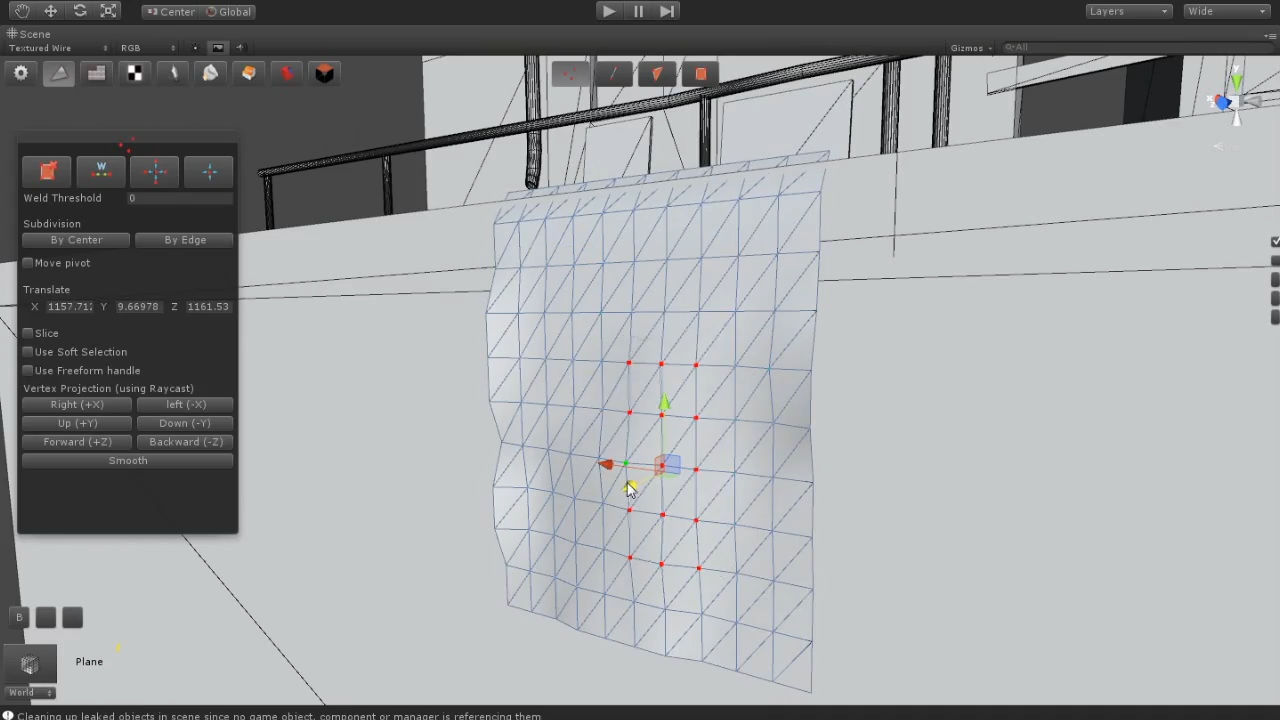 Center Global Layers Wide
Scene
Textured Wire RGB Gizmos All
W
Weld Threshold 0
Subdivision
By Center By Edge
Move pivot
Translate
X 1157.71 Y 9.66978 Z 1161.53
Slice
Use Soft Selection
Use Freeform handle
Vertex Projection (using Raycast)
Right (+X) left (-X)
Up (+Y) Down (-Y)
Forward (+Z) Backward (-Z)
Smooth
B
Plane
World
Cleaning up leaked objects in scene since no game object, component or manager is referencing them